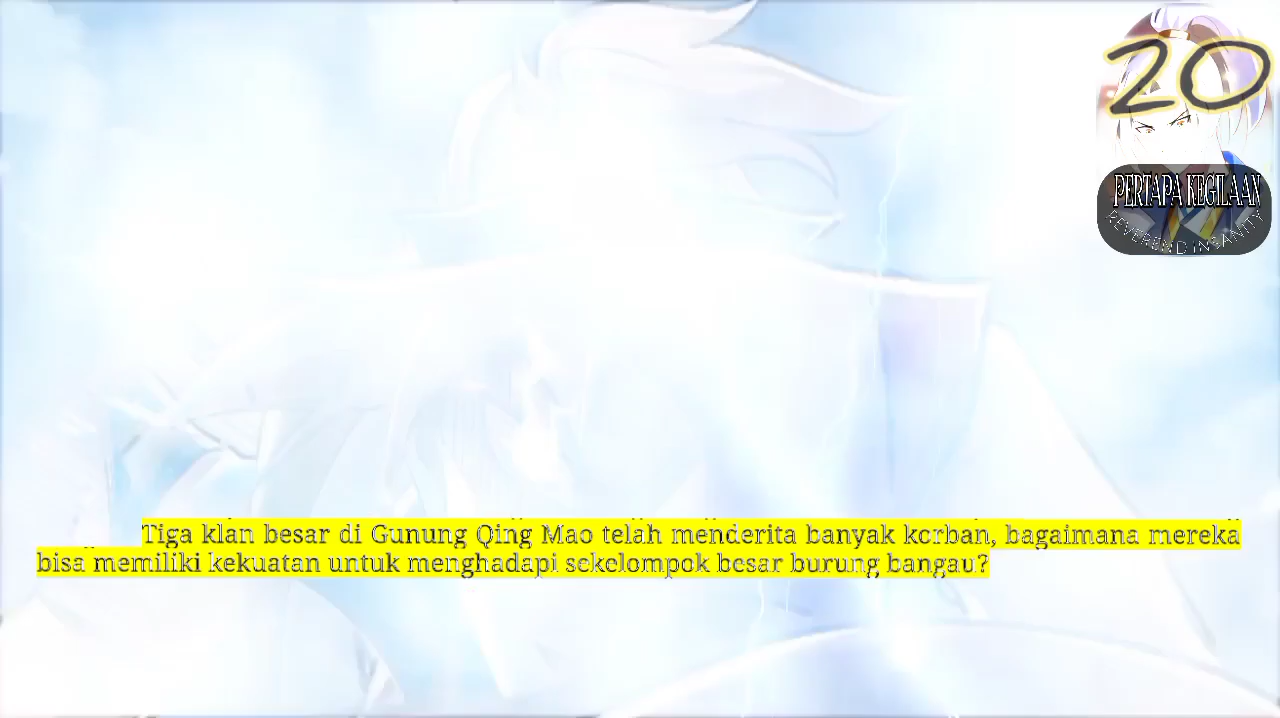 20
PERTAPA KEGILAAN
REVEREND INSANITY
Tiga klan besar di Gunung Qing Mao telah menderita banyak korban, bagaimana mereka
bisa memiliki kekuatan untuk menghadapi sekelompok besar burung bangau?